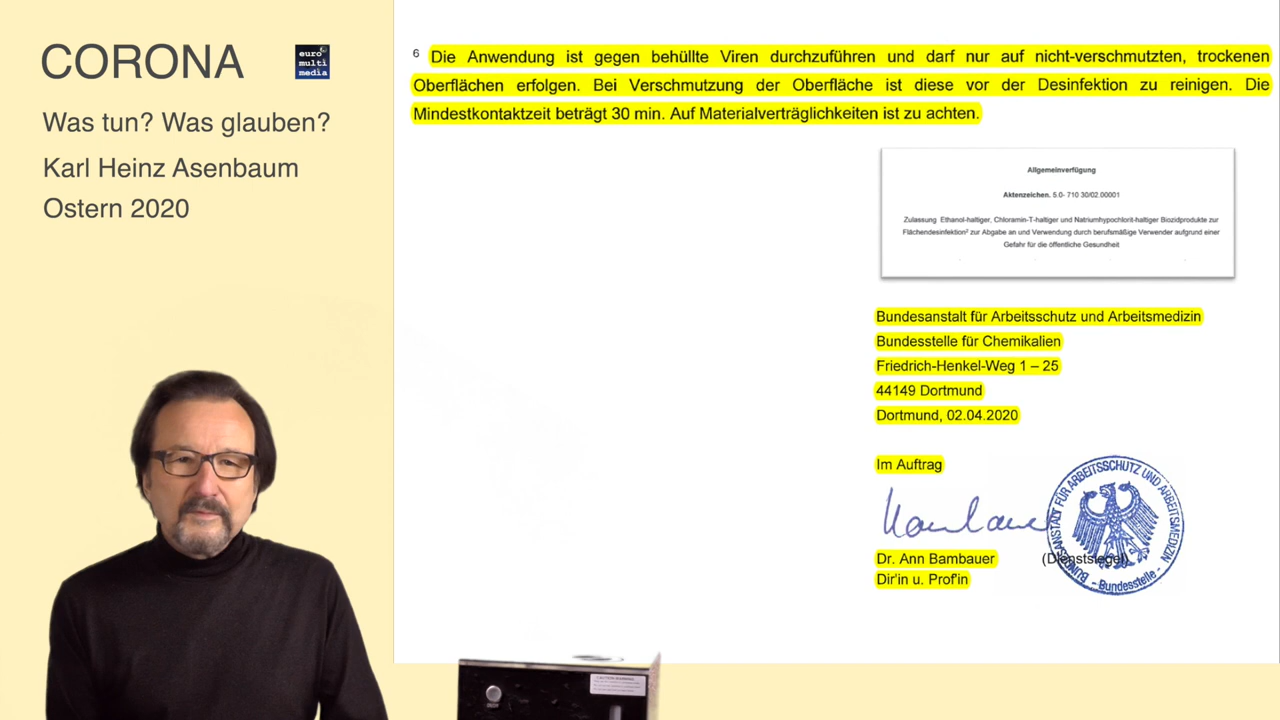 CORONA
euro
multi
media
Was tun? Was glauben?
Karl Heinz Asenbaum
Ostern 2020
6 Die Anwendung ist gegen behüllte Viren durchzuführen und darf nur auf nicht-verschmutzten, trockenen
Oberflächen erfolgen. Bei Verschmutzung der Oberfläche ist diese vor der Desinfektion zu reinigen. Die
Mindestkontaktzeit beträgt 30 min. Auf Materialverträglichkeiten ist zu achten.
Allgemeinverfügung
Aktenzeichen. 5.0- 710 30/02.00001
Zulassung Ethanol-haltiger, Chloramin-T-haltiger und Natriumhypochlorit-haltiger Biozidprodukte zur
Flächendesinfektion² zur Abgabe an und Verwendung durch berufsmäßige Verwender aufgrund einer
Gefahr für die öffentliche Gesundheit
Bundesanstalt für Arbeitsschutz und Arbeitsmedizin
Bundesstelle für Chemikalien
Friedrich-Henkel-Weg 1 – 25
44149 Dortmund
Dortmund, 02.04.2020
Im Auftrag
BUNDESANSTALT FÜR ARBEITSSCHUTZ UND ARBEITSMEDIZIN
- Bundesstelle -
Dr. Ann Bambauer (Dienstsiegel)
Dir'in u. Prof'in